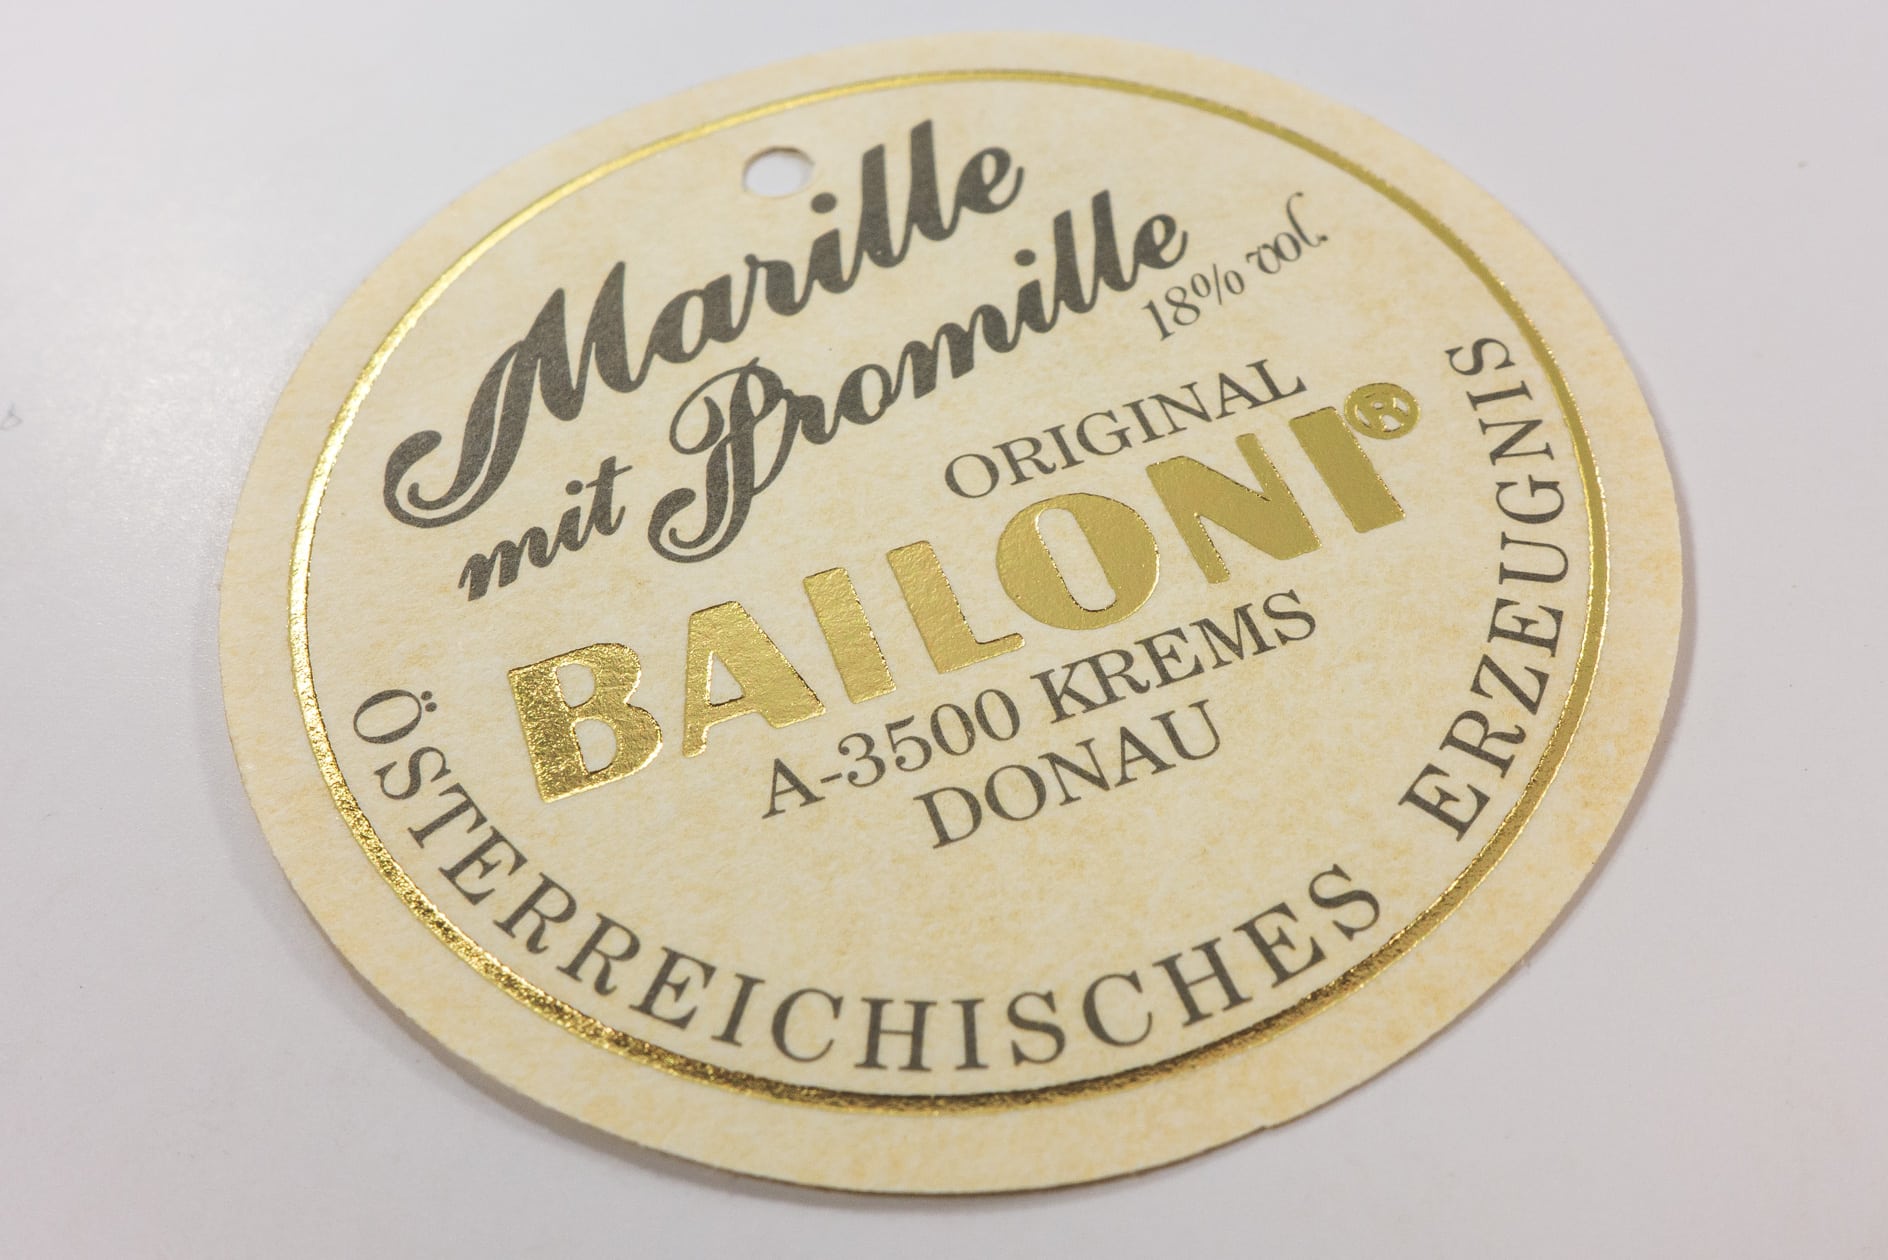 Marille
mit Promille
18% vol.
ORIGINAL
BAILONI®
A-3500 KREMS
DONAU
ÖSTERREICHISCHES ERZEUGNIS